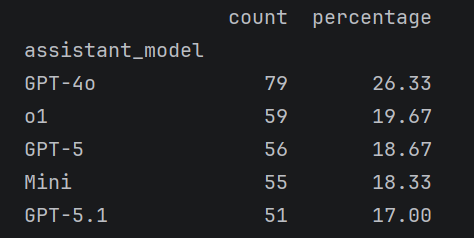 count percentage
assistant_model
GPT-4o 79 26.33
o1 59 19.67
GPT-5 56 18.67
Mini 55 18.33
GPT-5.1 51 17.00